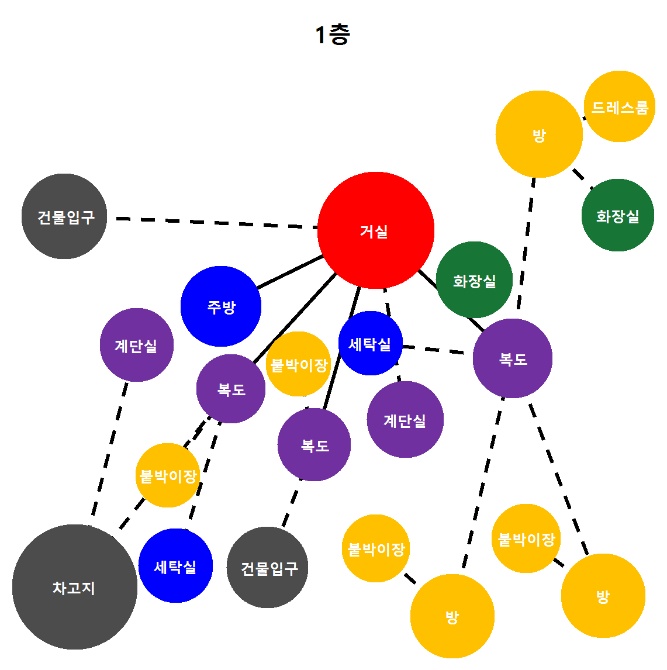 1층
드레스룸
방
건물입구
거실
화장실
화장실
주방
계단실
세탁실
복도
붙박이장
복도
계단실
복도
붙박이장
차고지
세탁실
건물입구
붙박이장
붙박이장
방
방